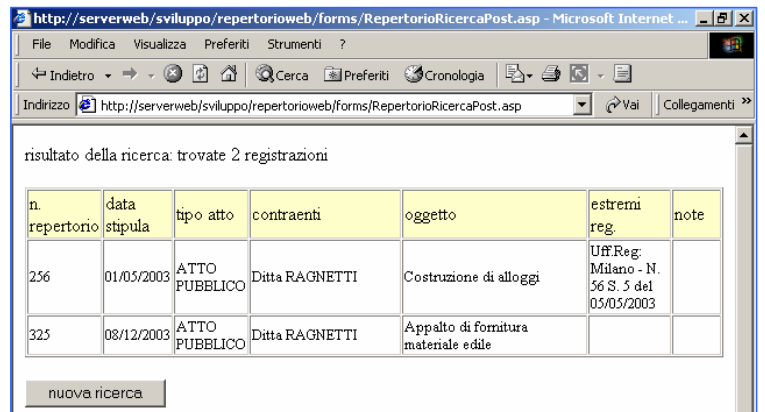 http://serverweb/sviluppo/repertorioweb/forms/RepertorioRicercaPost.asp - Microsoft Internet ...
File Modifica Visualizza Preferiti Strumenti ?
Indietro Cerca Preferiti Cronologia
Indirizzo http://serverweb/sviluppo/repertorioweb/forms/RepertorioRicercaPost.asp Vai Collegamenti »
risultato della ricerca: trovate 2 registrazioni
n. repertorio data stipula tipo atto contraenti oggetto estremi reg. note
256 01/05/2003 ATTO PUBBLICO Ditta RAGNETTI Costruzione di alloggi Uff.Reg: Milano - N. 56 S. 5 del 05/05/2003
325 08/12/2003 ATTO PUBBLICO Ditta RAGNETTI Appalto di fornitura materiale edile
nuova ricerca